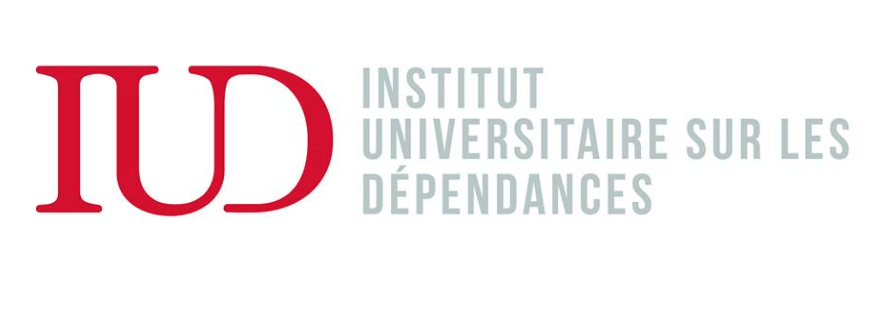 IUD
INSTITUT
UNIVERSITAIRE SUR LES
DÉPENDANCES